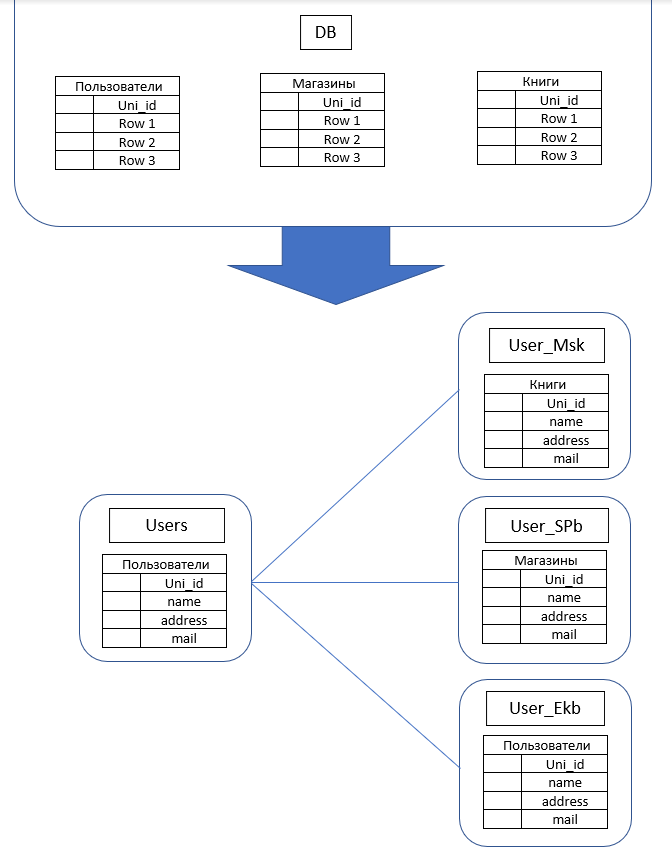 DB
Пользователи
Uni_id
Row 1
Row 2
Row 3
Магазины
Uni_id
Row 1
Row 2
Row 3
Книги
Uni_id
Row 1
Row 2
Row 3
Users
Пользователи
Uni_id
name
address
mail
User_Msk
Книги
Uni_id
name
address
mail
User_SPb
Магазины
Uni_id
name
address
mail
User_Ekb
Пользователи
Uni_id
name
address
mail